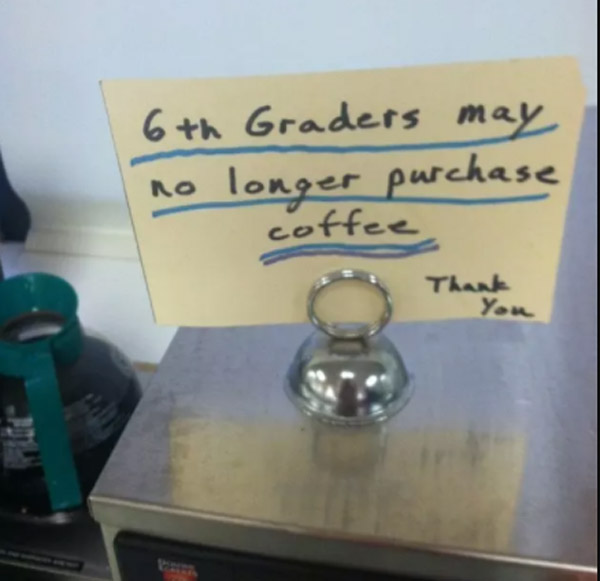 6th Graders may
no longer purchase
coffee
Thank
You